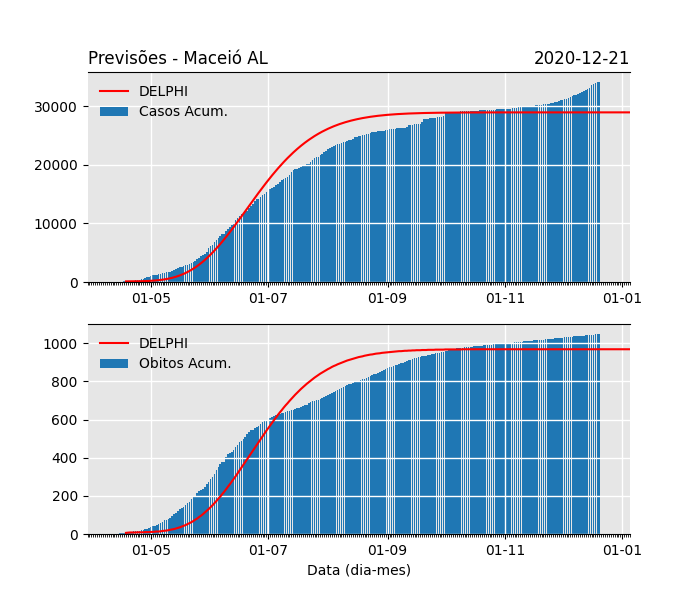 Previsões - Maceió AL 2020-12-21
DELPHI
Casos Acum.
30000
20000
10000
0
01-05 01-07 01-09 01-11 01-01
DELPHI
Obitos Acum.
1000
800
600
400
200
0
01-05 01-07 01-09 01-11 01-01
Data (dia-mes)